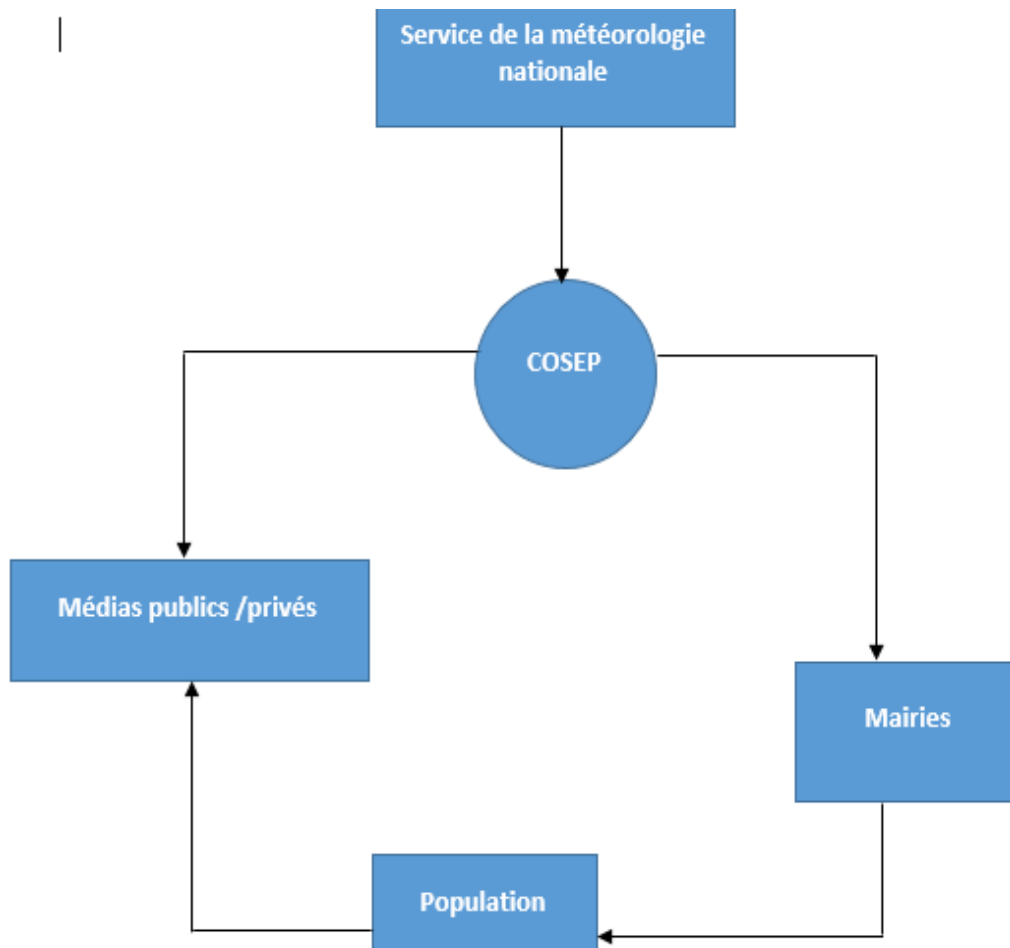 Service de la météorologie
nationale
COSEP
Médias publics /privés
Mairies
Population